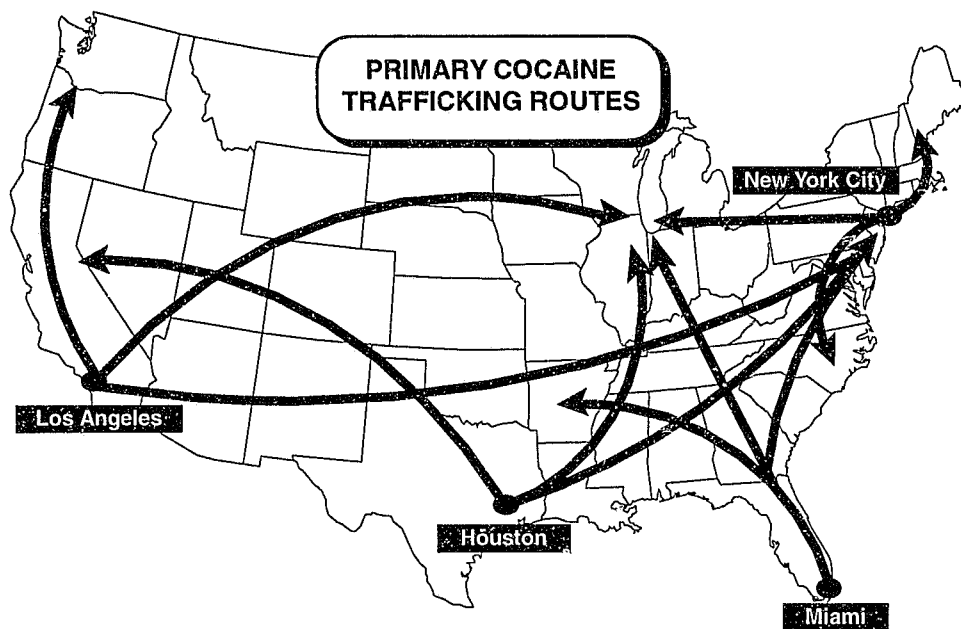 PRIMARY COCAINE
TRAFFICKING ROUTES
New York City
Los Angeles
Houston
Miami